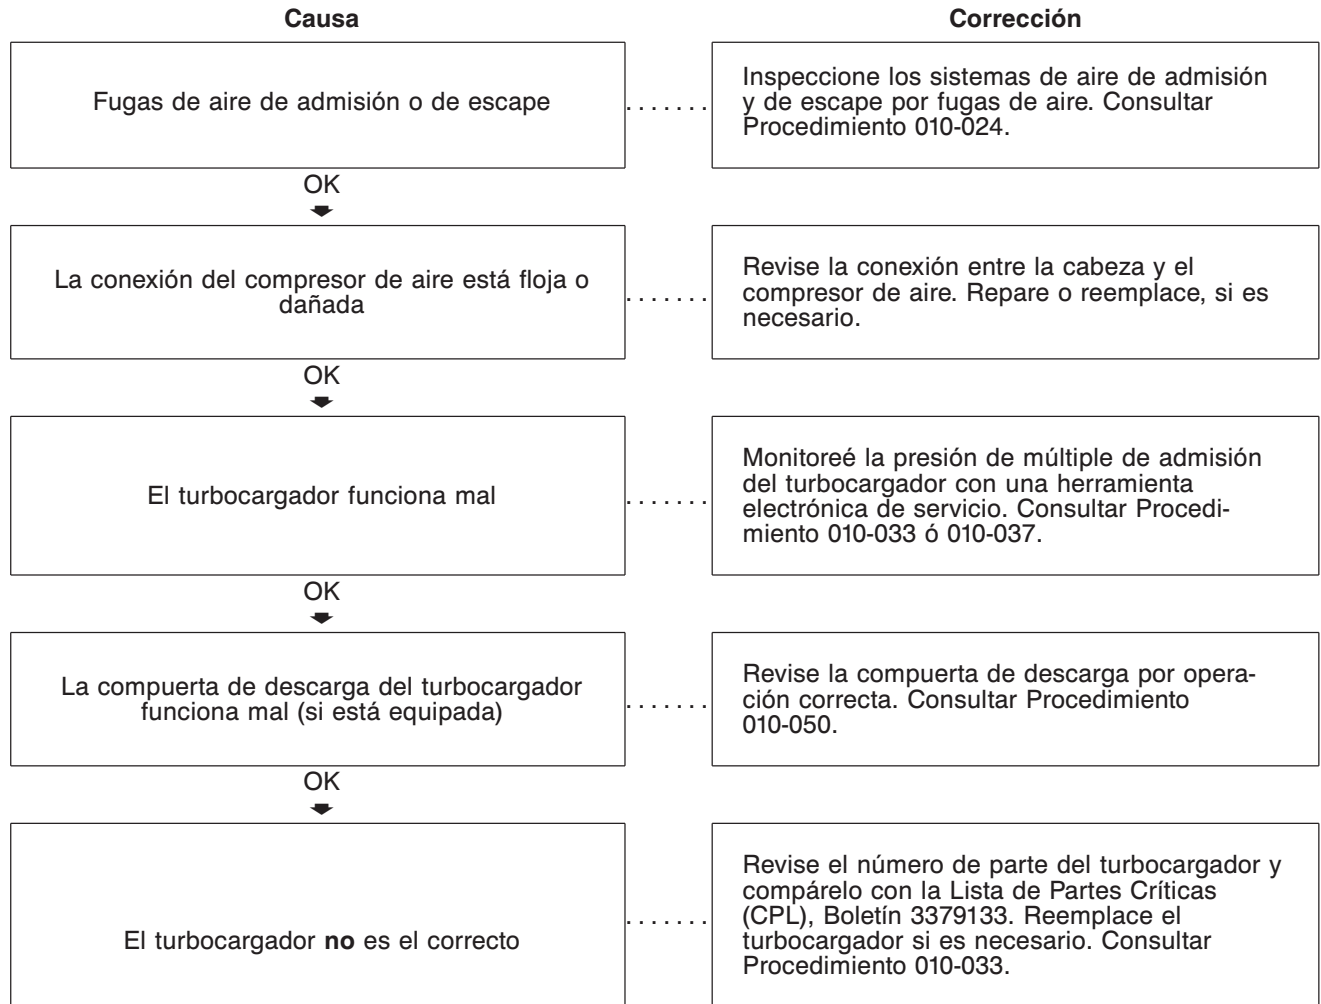 Causa
Corrección
Fugas de aire de admisión o de escape
. . . . . . .
Inspeccione los sistemas de aire de admisión
y de escape por fugas de aire. Consultar
Procedimiento 010-024.
OK
La conexión del compresor de aire está floja o
dañada
. . . . . . .
Revise la conexión entre la cabeza y el
compresor de aire. Repare o reemplace, si es
necesario.
OK
El turbocargador funciona mal
. . . . . . .
Monitoreé la presión de múltiple de admisión
del turbocargador con una herramienta
electrónica de servicio. Consultar Procedi-
miento 010-033 ó 010-037.
OK
La compuerta de descarga del turbocargador
funciona mal (si está equipada)
. . . . . . .
Revise la compuerta de descarga por opera-
ción correcta. Consultar Procedimiento
010-050.
OK
El turbocargador no es el correcto
. . . . . . .
Revise el número de parte del turbocargador y
compárelo con la Lista de Partes Críticas
(CPL), Boletín 3379133. Reemplace el
turbocargador si es necesario. Consultar
Procedimiento 010-033.